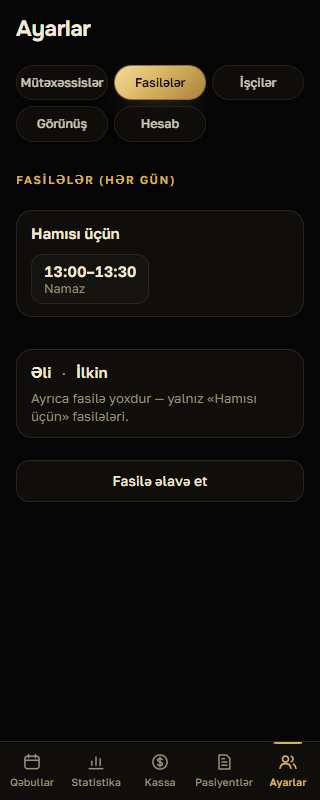 Ayarlar
Mütəxəssislər
Fasilələr
İşçilər
Görünüş
Hesab
FASİLƏLƏR (HƏR GÜN)
Hamısı üçün
13:00–13:30
Namaz
Əli · İlkin
Ayrıca fasilə yoxdur — yalnız «Hamısı
üçün» fasilələri.
Fasilə əlavə et
Qəbullar
Statistika
Kassa
Pasiyentlər
Ayarlar